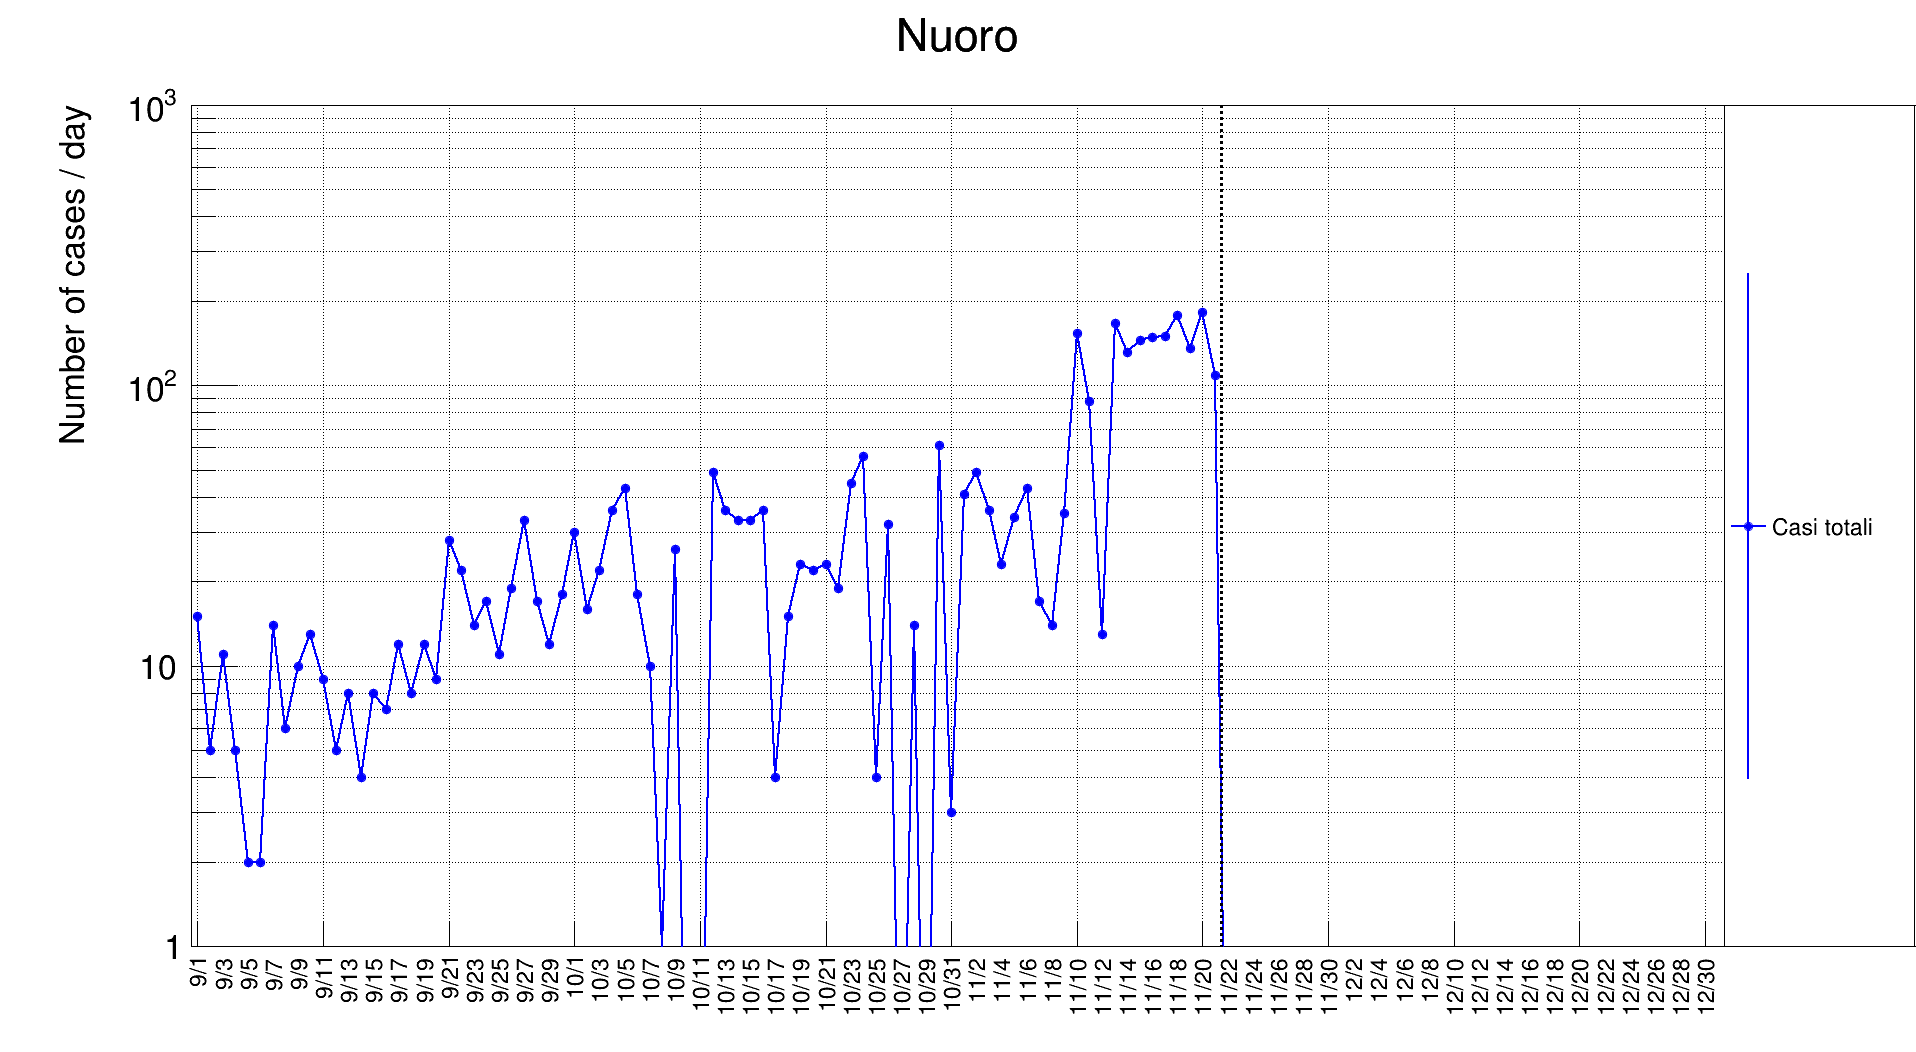 Nuoro
Number of cases / day
10³
10²
10
1
9/1 9/3 9/5 9/7 9/9 9/11 9/13 9/15 9/17 9/19 9/21 9/23 9/25 9/27 9/29 10/1 10/3 10/5 10/7 10/9 10/11 10/13 10/15 10/17 10/19 10/21 10/23 10/25 10/27 10/29 10/31 11/2 11/4 11/6 11/8 11/10 11/12 11/14 11/16 11/18 11/20 11/22 11/24 11/26 11/28 11/30 12/2 12/4 12/6 12/8 12/10 12/12 12/14 12/16 12/18 12/20 12/22 12/24 12/26 12/28 12/30
Casi totali